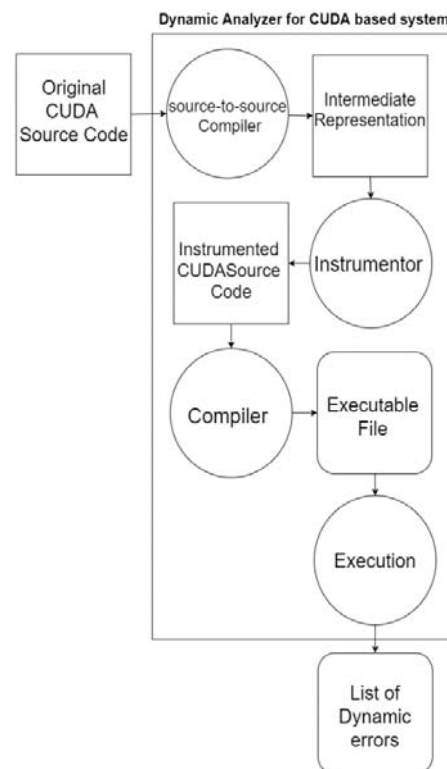 Dynamic Analyzer for CUDA based system
Original
CUDA
Source Code
source-to-source
Compiler
Intermediate
Representation
Instrumented
CUDASource
Code
Instrumentor
Compiler
Executable
File
Execution
List of
Dynamic
errors